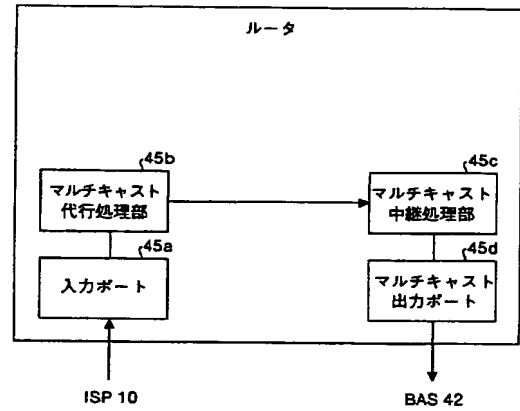 ルータ
45b
マルチキャスト
代行処理部
45c
マルチキャスト
中継処理部
45a
入力ポート
45d
マルチキャスト
出力ポート
ISP 10
BAS 42